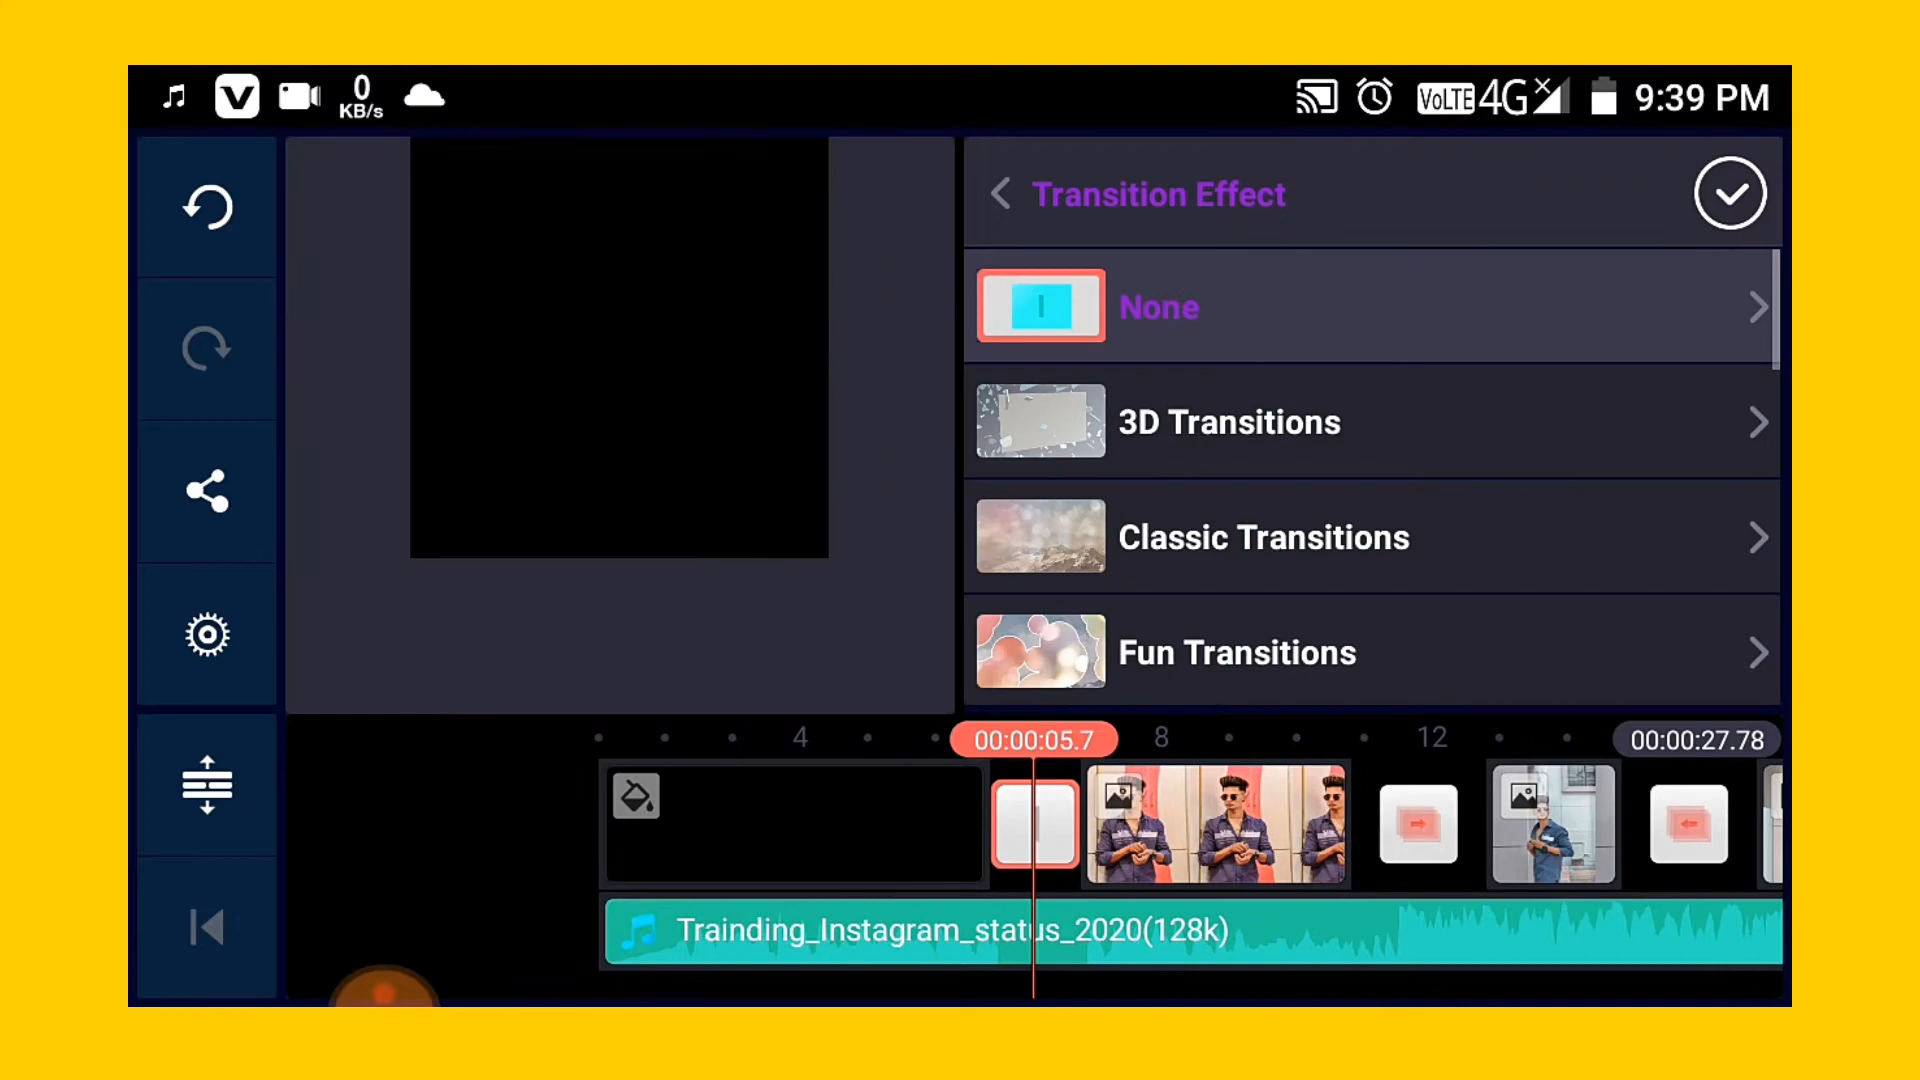 0
KB/s
VoLTE 4G 9:39 PM
Transition Effect
None
3D Transitions
Classic Transitions
Fun Transitions
4
00:00:05.7
8
12
00:00:27.78
Trainding_Instagram_status_2020(128k)